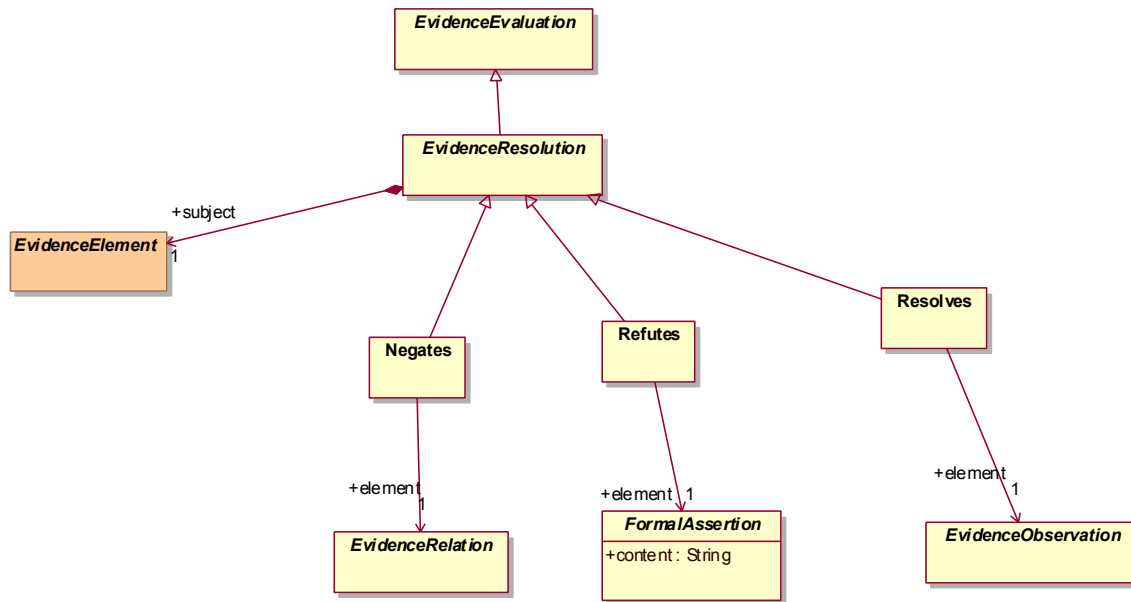 EvidenceEvaluation
EvidenceResolution
+subject
1
EvidenceElement
Resolves
Refutes
Negates
+element
1
+element
1
+element
1
EvidenceRelation
FormalAssertion
+content : String
EvidenceObservation